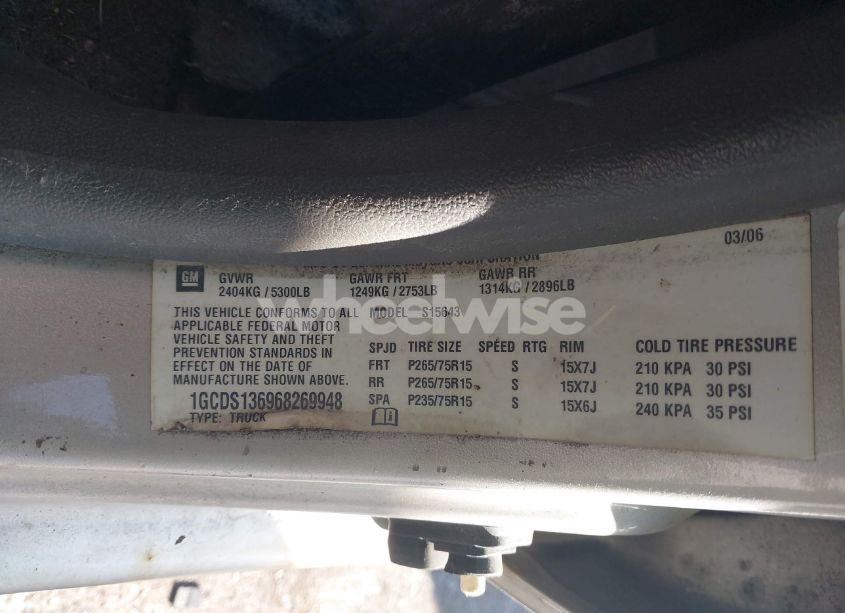 03/06
GM
GVWR GAWR FRT GAWR RR
2404KG / 5300LB 1249KG / 2753LB 1314KG / 2896LB
THIS VEHICLE CONFORMS TO ALL MODEL S15643
APPLICABLE FEDERAL MOTOR
VEHICLE SAFETY AND THEFT
PREVENTION STANDARDS IN
EFFECT ON THE DATE OF
MANUFACTURE SHOWN ABOVE.
1GCDS136968269948
TYPE: TRUCK
SPJD TIRE SIZE SPEED RTG RIM COLD TIRE PRESSURE
FRT P265/75R15 S 15X7J 210 KPA 30 PSI
RR P265/75R15 S 15X7J 210 KPA 30 PSI
SPA P235/75R15 S 15X6J 240 KPA 35 PSI
wheelwise